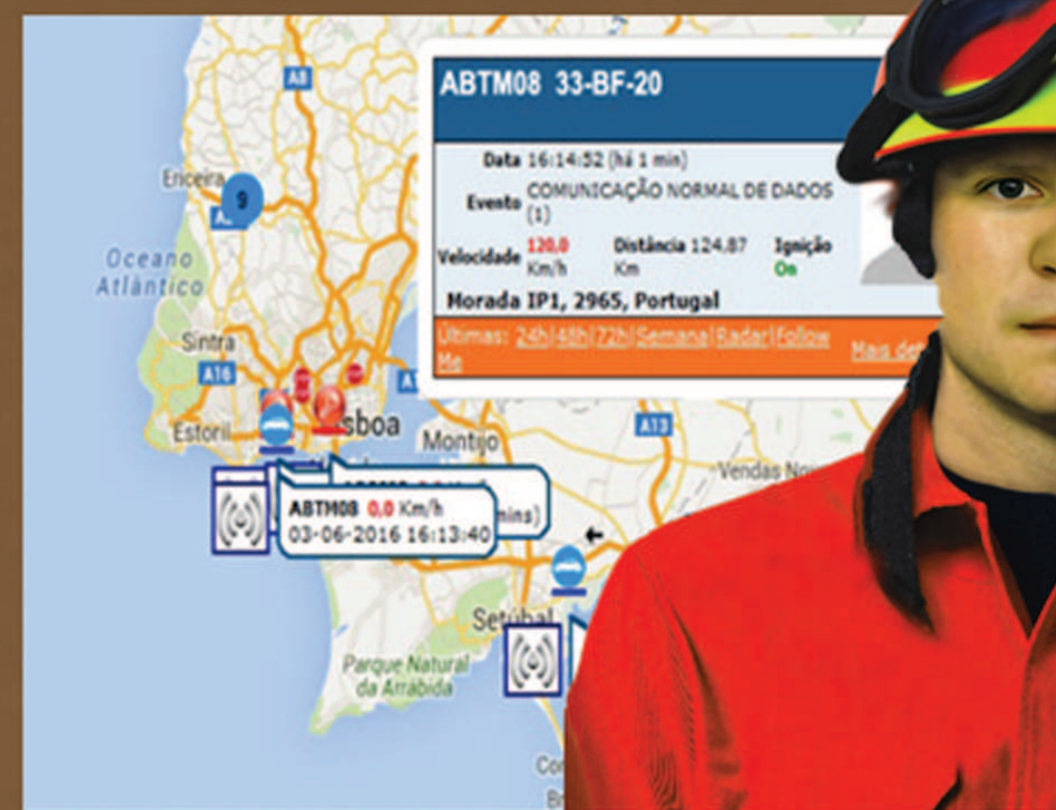 A8
ABTM08 33-BF-20
Data 16:14:52 (há 1 min)
Evento COMUNICAÇÃO NORMAL DE DADOS
(1)
Velocidade 120,0 Km/h Distância 124.87 Km Ignição On
Morada IP1, 2965, Portugal
Últimas: 24h|48h|72h|Semana|Radar|Follow
Me
Mais
Ericeira
9
Oceano
Atlântico
Sintra
A16
Estoril
sboa
Montijo
A13
Vendas
ABTM08 0,0 Km/h
03-06-2016 16:13:40
mins)
Setúbal
Parque Natural
da Arrábida